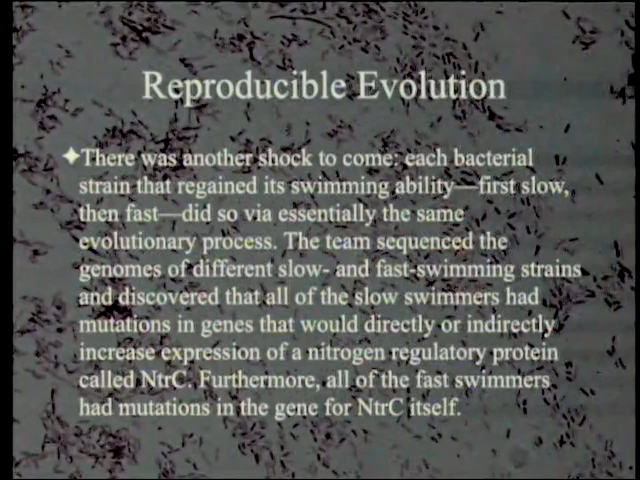 Reproducible Evolution
✦There was another shock to come: each bacterial
strain that regained its swimming ability—first slow,
then fast—did so via essentially the same
evolutionary process. The team sequenced the
genomes of different slow- and fast-swimming strains
and discovered that all of the slow swimmers had
mutations in genes that would directly or indirectly
increase expression of a nitrogen regulatory protein
called NtrC. Furthermore, all of the fast swimmers
had mutations in the gene for NtrC itself.